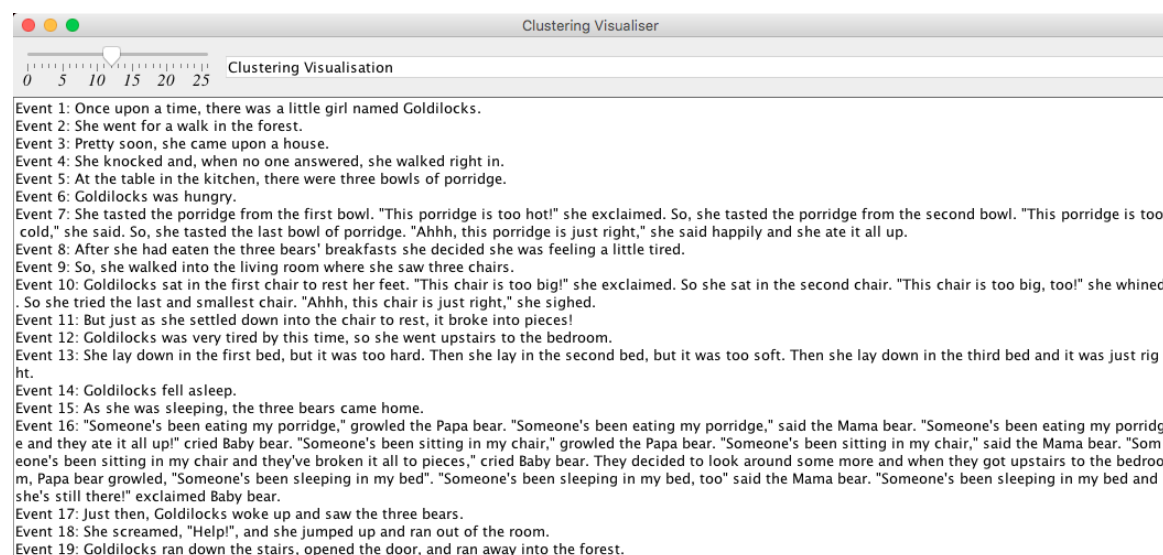 Clustering Visualiser
0 5 10 15 20 25
Clustering Visualisation
Event 1: Once upon a time, there was a little girl named Goldilocks.
Event 2: She went for a walk in the forest.
Event 3: Pretty soon, she came upon a house.
Event 4: She knocked and, when no one answered, she walked right in.
Event 5: At the table in the kitchen, there were three bowls of porridge.
Event 6: Goldilocks was hungry.
Event 7: She tasted the porridge from the first bowl. "This porridge is too hot!" she exclaimed. So, she tasted the porridge from the second bowl. "This porridge is too
cold," she said. So, she tasted the last bowl of porridge. "Ahhh, this porridge is just right," she said happily and she ate it all up.
Event 8: After she had eaten the three bears' breakfasts she decided she was feeling a little tired.
Event 9: So, she walked into the living room where she saw three chairs.
Event 10: Goldilocks sat in the first chair to rest her feet. "This chair is too big!" she exclaimed. So she sat in the second chair. "This chair is too big, too!" she whined
. So she tried the last and smallest chair. "Ahhh, this chair is just right," she sighed.
Event 11: But just as she settled down into the chair to rest, it broke into pieces!
Event 12: Goldilocks was very tired by this time, so she went upstairs to the bedroom.
Event 13: She lay down in the first bed, but it was too hard. Then she lay in the second bed, but it was too soft. Then she lay down in the third bed and it was just rig
ht.
Event 14: Goldilocks fell asleep.
Event 15: As she was sleeping, the three bears came home.
Event 16: "Someone's been eating my porridge," growled the Papa bear. "Someone's been eating my porridge," said the Mama bear. "Someone's been eating my porridg
e and they ate it all up!" cried Baby bear. "Someone's been sitting in my chair," growled the Papa bear. "Someone's been sitting in my chair," said the Mama bear. "Som
eone's been sitting in my chair and they've broken it all to pieces," cried Baby bear. They decided to look around some more and when they got upstairs to the bedroo
m, Papa bear growled, "Someone's been sleeping in my bed". "Someone's been sleeping in my bed, too" said the Mama bear. "Someone's been sleeping in my bed and
she's still there!" exclaimed Baby bear.
Event 17: Just then, Goldilocks woke up and saw the three bears.
Event 18: She screamed, "Help!", and she jumped up and ran out of the room.
Event 19: Goldilocks ran down the stairs, opened the door, and ran away into the forest.